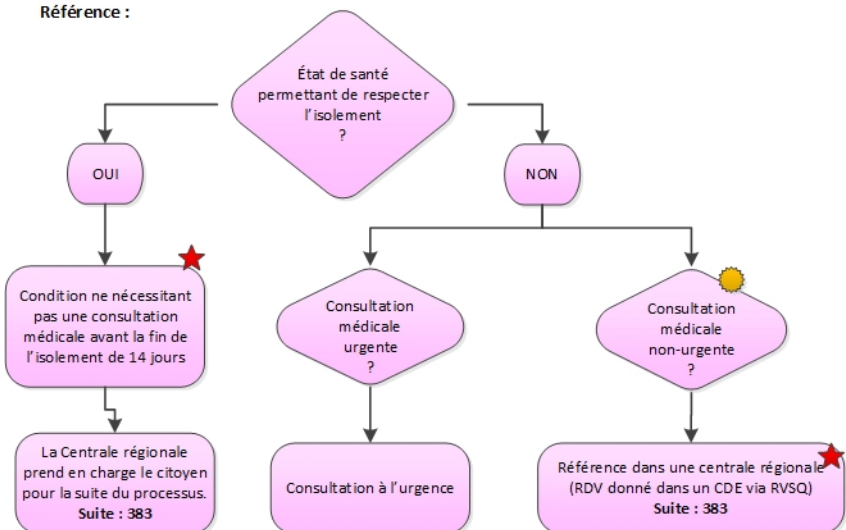 Référence :
État de santé
permettant de respecter
l’isolement
?
OUI
NON
Condition ne nécessitant
pas une consultation
médicale avant la fin de
l’isolement de 14 jours
Consultation
médicale
urgente
?
Consultation
médicale
non-urgente
?
La Centrale régionale
prend en charge le citoyen
pour la suite du processus.
Suite : 383
Consultation à l’urgence
Référence dans une centrale régionale
(RDV donné dans un CDE via RVSQ)
Suite : 383